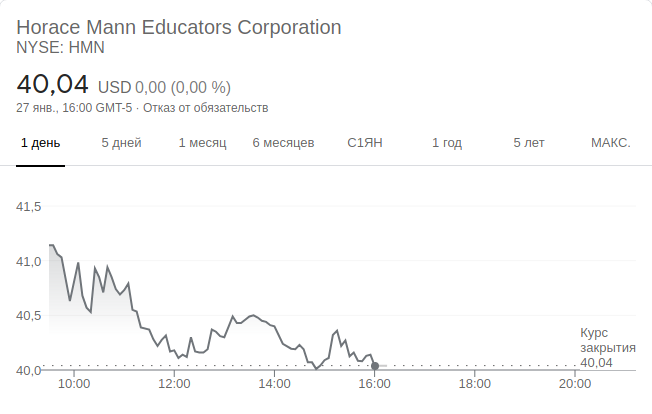 Horace Mann Educators Corporation
NYSE: HMN
40,04 USD 0,00 (0,00 %)
27 янв., 16:00 GMT-5 · Отказ от обязательств
1 день 5 дней 1 месяц 6 месяцев С1ЯН 1 год 5 лет МАКС.
41,5
41,0
40,5
40,0
Курс
закрытия
40,04
10:00 12:00 14:00 16:00 18:00 20:00